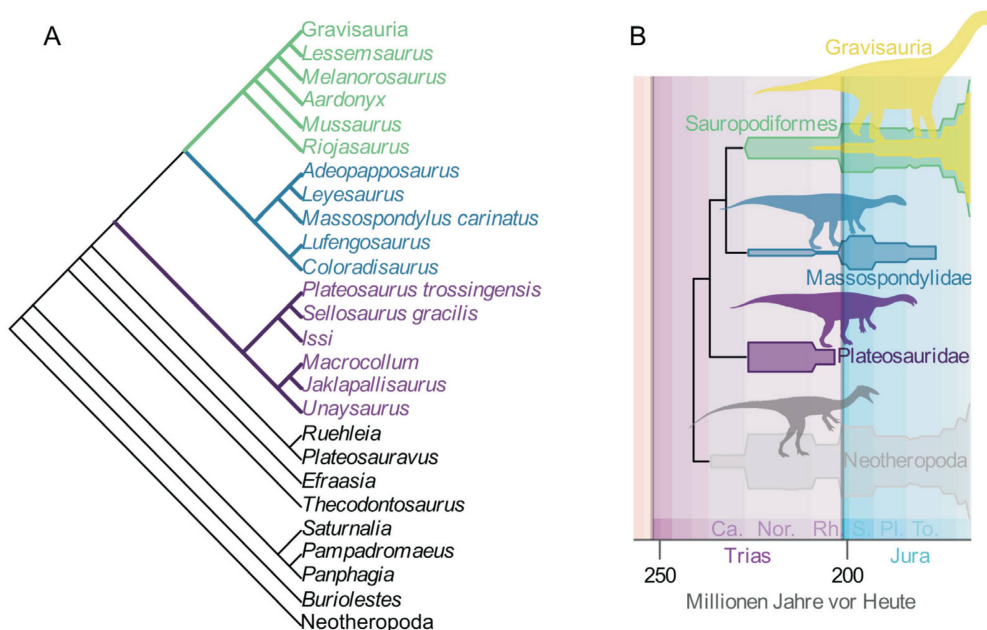 A
Gravisauria
Lessemsaurus
Melanorosaurus
Aardonyx
Mussaurus
Riojasaurus
Adeopapposaurus
Leyesaurus
Massospondylus carinatus
Lufengosaurus
Coloradisaurus
Plateosaurus trossingensis
Sellosaurus gracilis
Issi
Macrocollum
Jaklapallisaurus
Unaysaurus
Ruehleia
Plateosauravus
Efraasia
Thecodontosaurus
Saturnalia
Pampadromaeus
Panphagia
Buriolestes
Neotheropoda
B
Gravisauria
Sauropodiformes
Massospondylidae
Plateosauridae
Neotheropoda
Ca. Nor. Rh. S. Pl. To.
Trias Jura
250 200
Millionen Jahre vor Heute